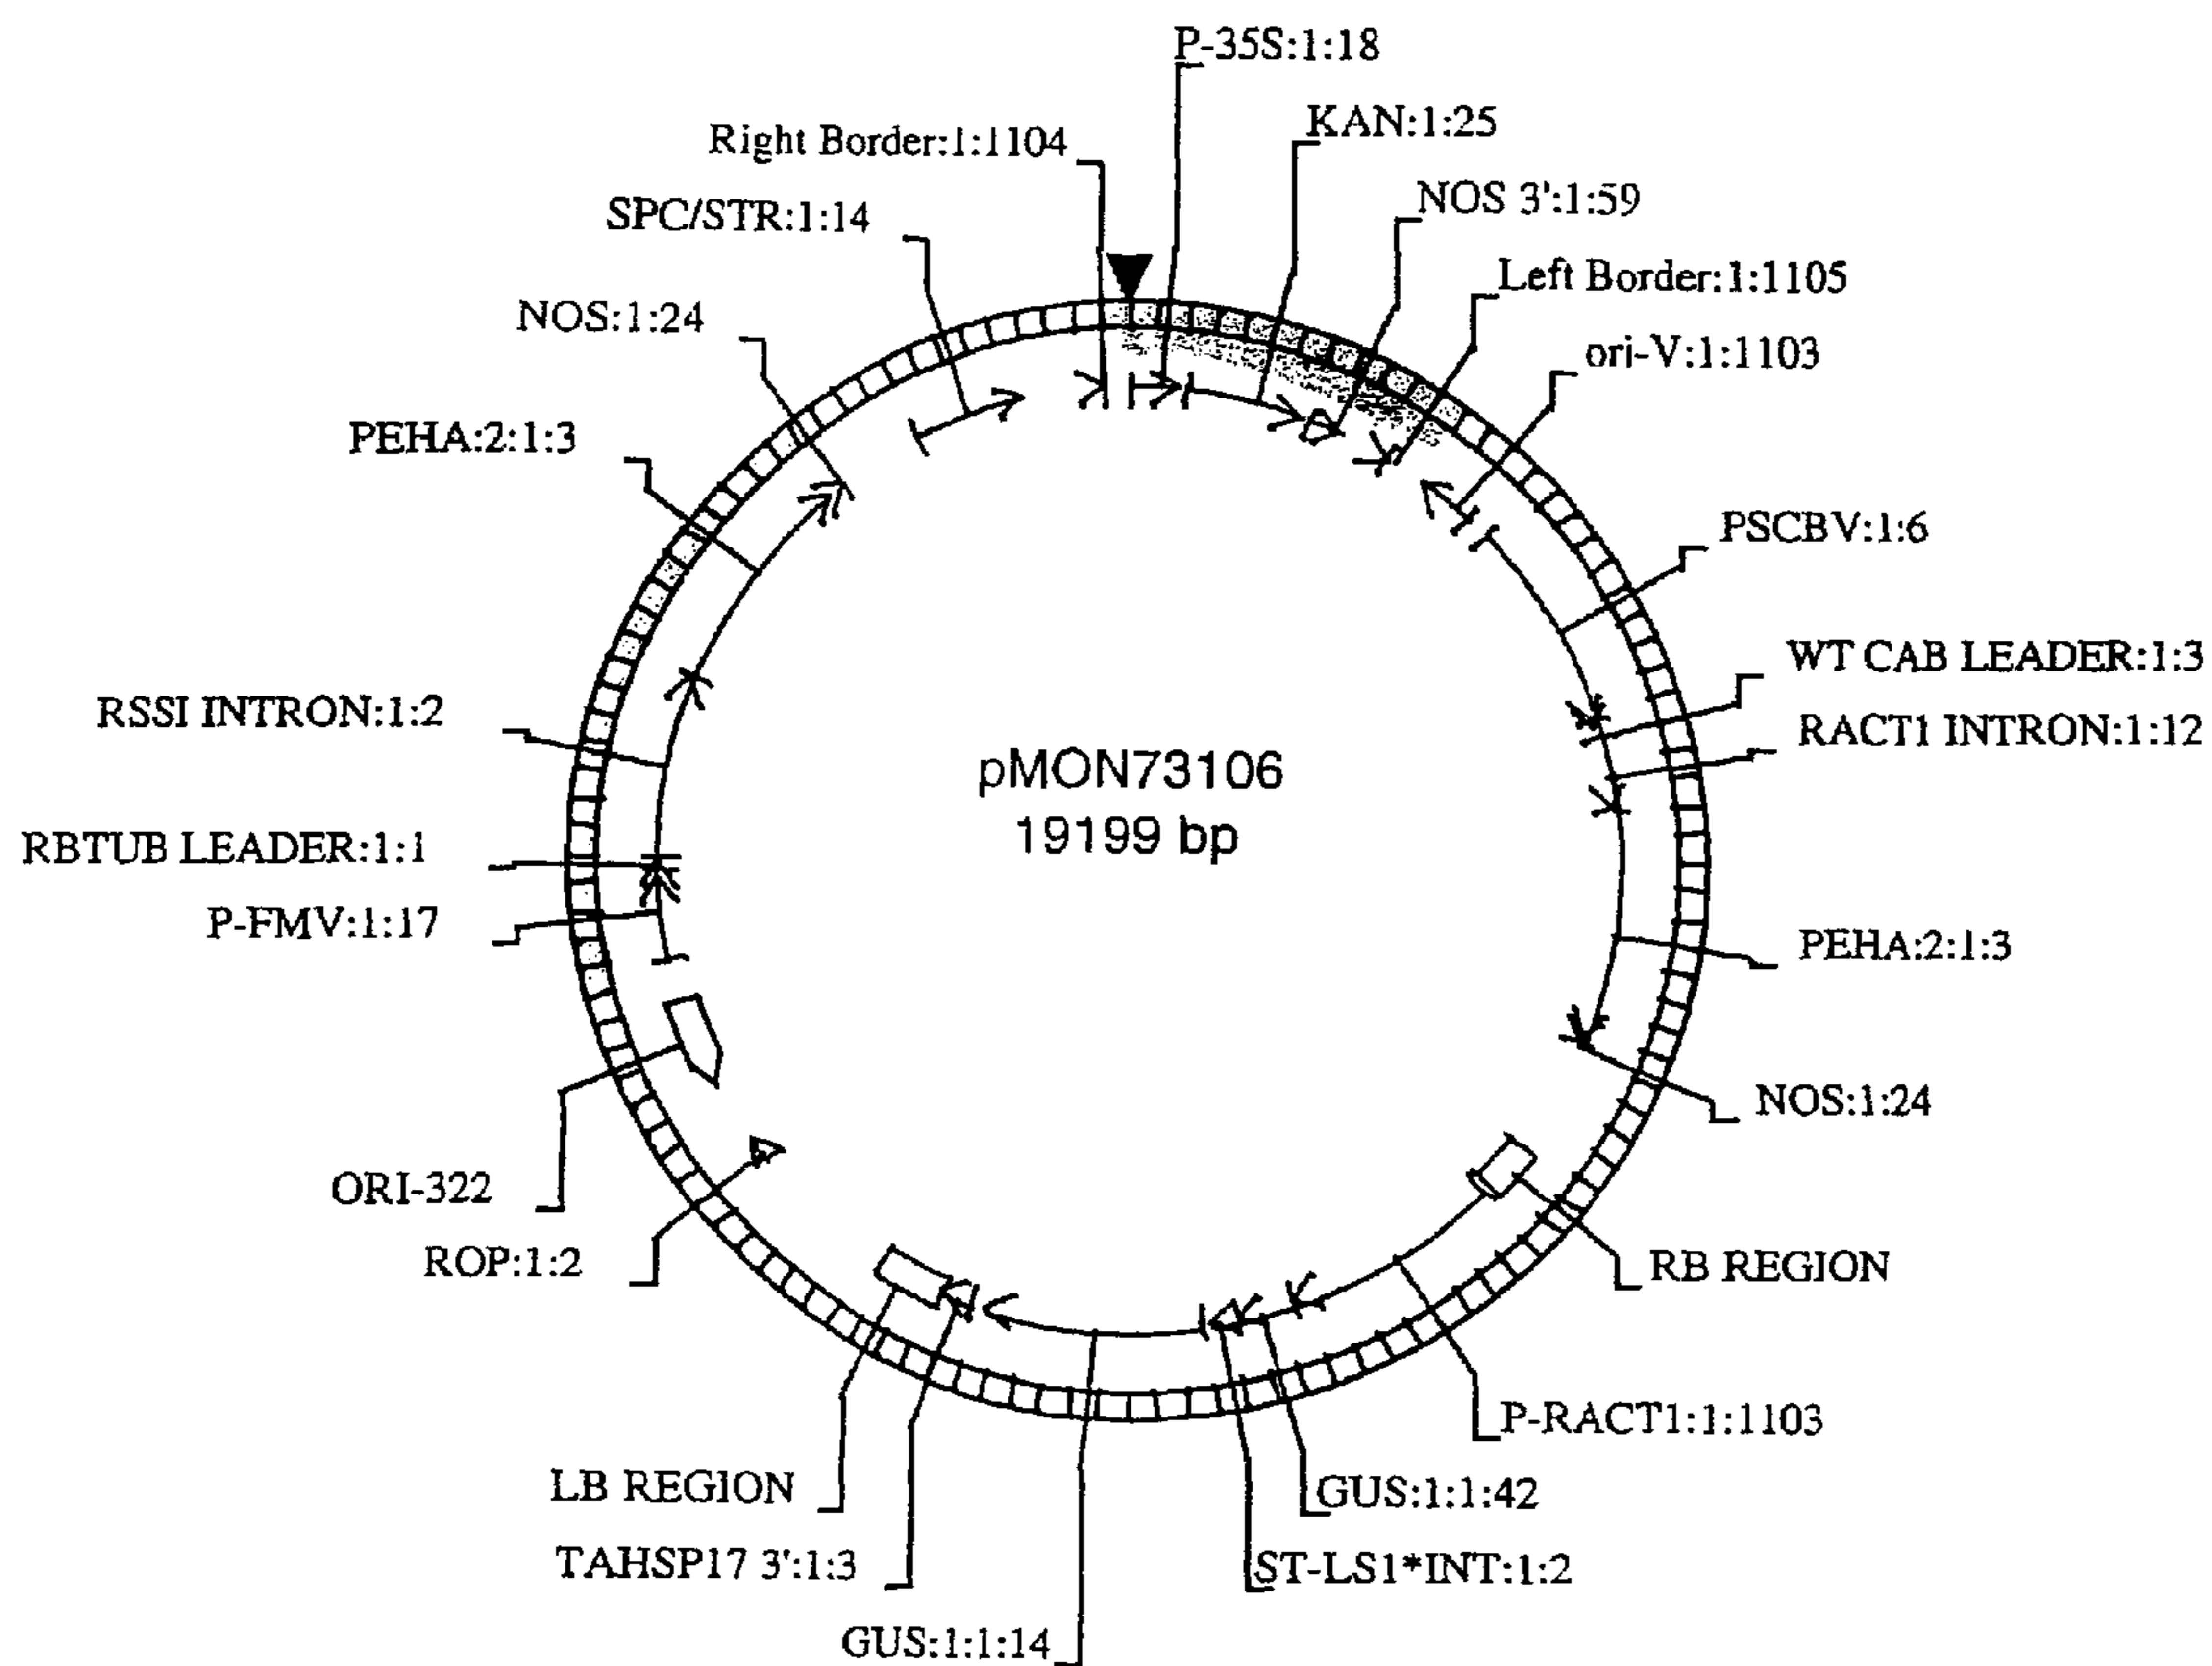 P-35S:1:18
KAN:1:25
Right Border:1:1104
NOS 3':1:59
SPC/STR:1:14
Left Border:1:1105
NOS:1:24
ori-V:1:1103
PEHA:2:1:3
PSCBV:1:6
WT CAB LEADER:1:3
RSSI INTRON:1:2
RACT1 INTRON:1:12
pMON73106
19199 bp
RBTUB LEADER:1:1
P-FMV:1:17
PEHA:2:1:3
NOS:1:24
ORI-322
ROP:1:2
RB REGION
P-RACT1:1:1103
LB REGION
GUS:1:1:42
TAHSP17 3':1:3
ST-LS1*INT:1:2
GUS:1:1:14